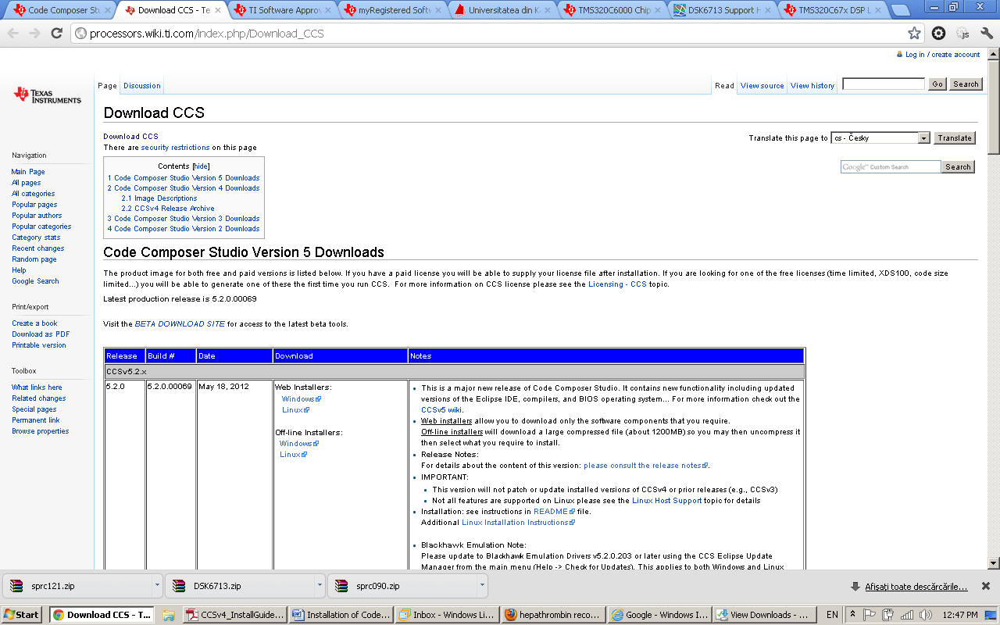 Code Composer Stu
Download CCS - Te
TI Software Approv
myRegistered Softw
Universitatea din
TMS320C6000 Chip
DSK6713 Support H
TMS320C67x DSP L
processors.wiki.ti.com/index.php/Download_CCS
js
Log in / create account
TEXAS INSTRUMENTS
Page
Discussion
Read
View source
View history
Go
Search
Download CCS
Download CCS
There are security restrictions on this page
Translate this page to
cs - Česky
Translate
Google™ Custom Search
Search
Navigation
Main Page
All pages
All categories
Popular pages
Popular authors
Popular categories
Category stats
Recent changes
Random page
Help
Google Search
Print/export
Create a book
Download as PDF
Printable version
Toolbox
What links here
Related changes
Special pages
Permanent link
Browse properties
Contents [hide]
1 Code Composer Studio Version 5 Downloads
2 Code Composer Studio Version 4 Downloads
2.1 Image Descriptions
2.2 CCSv4 Release Archive
3 Code Composer Studio Version 3 Downloads
4 Code Composer Studio Version 2 Downloads
Code Composer Studio Version 5 Downloads
The product image for both free and paid versions is listed below. If you have a paid license you will be able to supply your license file after installation. If you are looking for one of the free licenses (time limited, XDS100, code size
limited...) you will be able to generate one of these the first time you run CCS. For more information on CCS license please see the Licensing - CCS topic.
Latest production release is 5.2.0.00069
Visit the BETA DOWNLOAD SITE for access to the latest beta tools.
Release Build # Date Download Notes
CCSv5.2.x
5.2.0 5.2.0.00069 May 18, 2012
Web Installers:
Windows
Linux
Off-line Installers:
Windows
Linux
• This is a major new release of Code Composer Studio. It contains new functionality including updated
versions of the Eclipse IDE, compilers, and BIOS operating system... For more information check out the
CCSv5 wiki.
• Web installers allow you to download only the software components that you require.
Off-line installers will download a large compressed file (about 1200MB) so you may then uncompress it
then select what you require to install.
• Release Notes:
For details about the content of this version: please consult the release notes.
• IMPORTANT:
• This version will not patch or update installed versions of CCSv4 or prior releases (e.g., CCSv3)
• Not all features are supported on Linux please see the Linux Host Support topic for details
• Installation: see instructions in README file.
Additional Linux Installation Instructions
• Blackhawk Emulation Note:
Please update to Blackhawk Emulation Drivers v5.2.0.203 or later using the CCS Eclipse Update
Manager from the main menu (Help -> Check for Updates). This applies to both Windows and Linux
sprc121.zip
DSK6713.zip
sprc090.zip
Afișați toate descărcările...
Start
Download CCS - T...
CCSv4_InstallGuide...
Installation of Code...
Inbox - Windows Li...
hepathrombin reco...
Google - Windows I...
View Downloads - ...
EN
12:47 PM